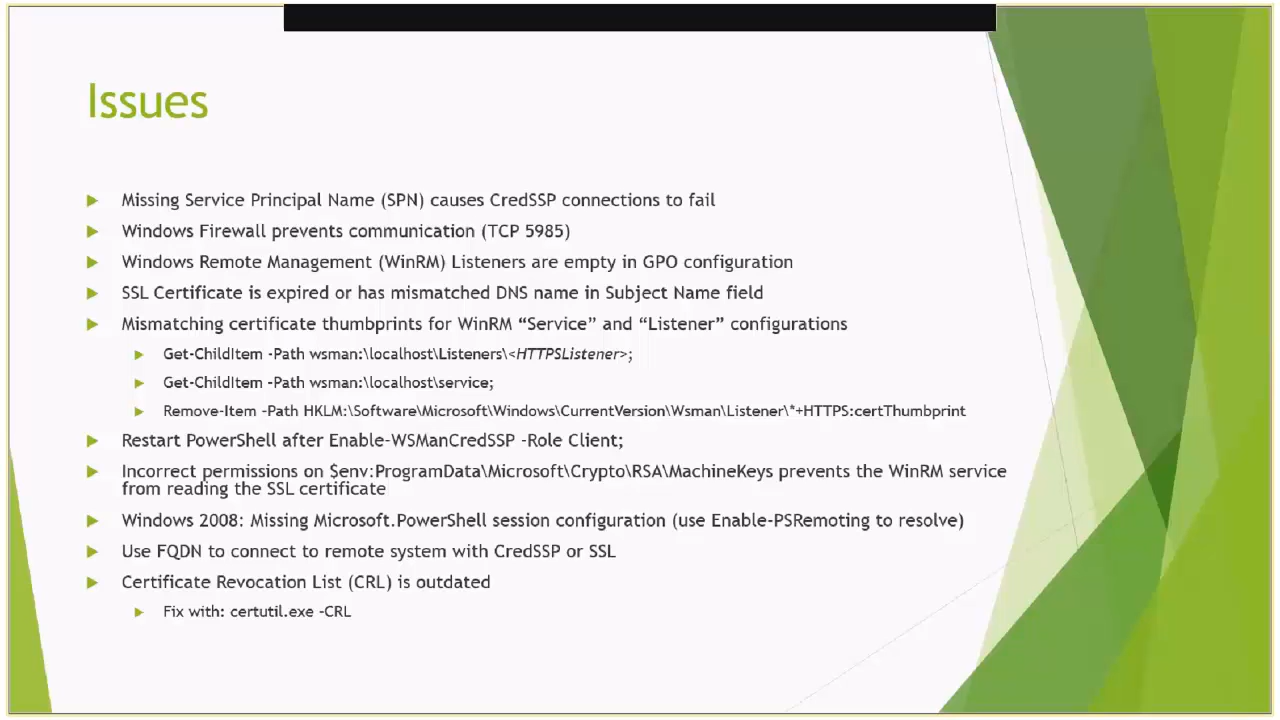 Issues
Missing Service Principal Name (SPN) causes CredSSP connections to fail
Windows Firewall prevents communication (TCP 5985)
Windows Remote Management (WinRM) Listeners are empty in GPO configuration
SSL Certificate is expired or has mismatched DNS name in Subject Name field
Mismatching certificate thumbprints for WinRM “Service” and “Listener” configurations
Get-ChildItem -Path wsman:\localhost\Listeners\<HTTPSListener>;
Get-ChildItem –Path wsman:\localhost\service;
Remove-Item –Path HKLM:\Software\Microsoft\Windows\CurrentVersion\Wsman\Listener\*+HTTPS:certThumbprint
Restart PowerShell after Enable-WSManCredSSP -Role Client;
Incorrect permissions on $env:ProgramData\Microsoft\Crypto\RSA\MachineKeys prevents the WinRM service
from reading the SSL certificate
Windows 2008: Missing Microsoft.PowerShell session configuration (use Enable-PSRemoting to resolve)
Use FQDN to connect to remote system with CredSSP or SSL
Certificate Revocation List (CRL) is outdated
Fix with: certutil.exe –CRL